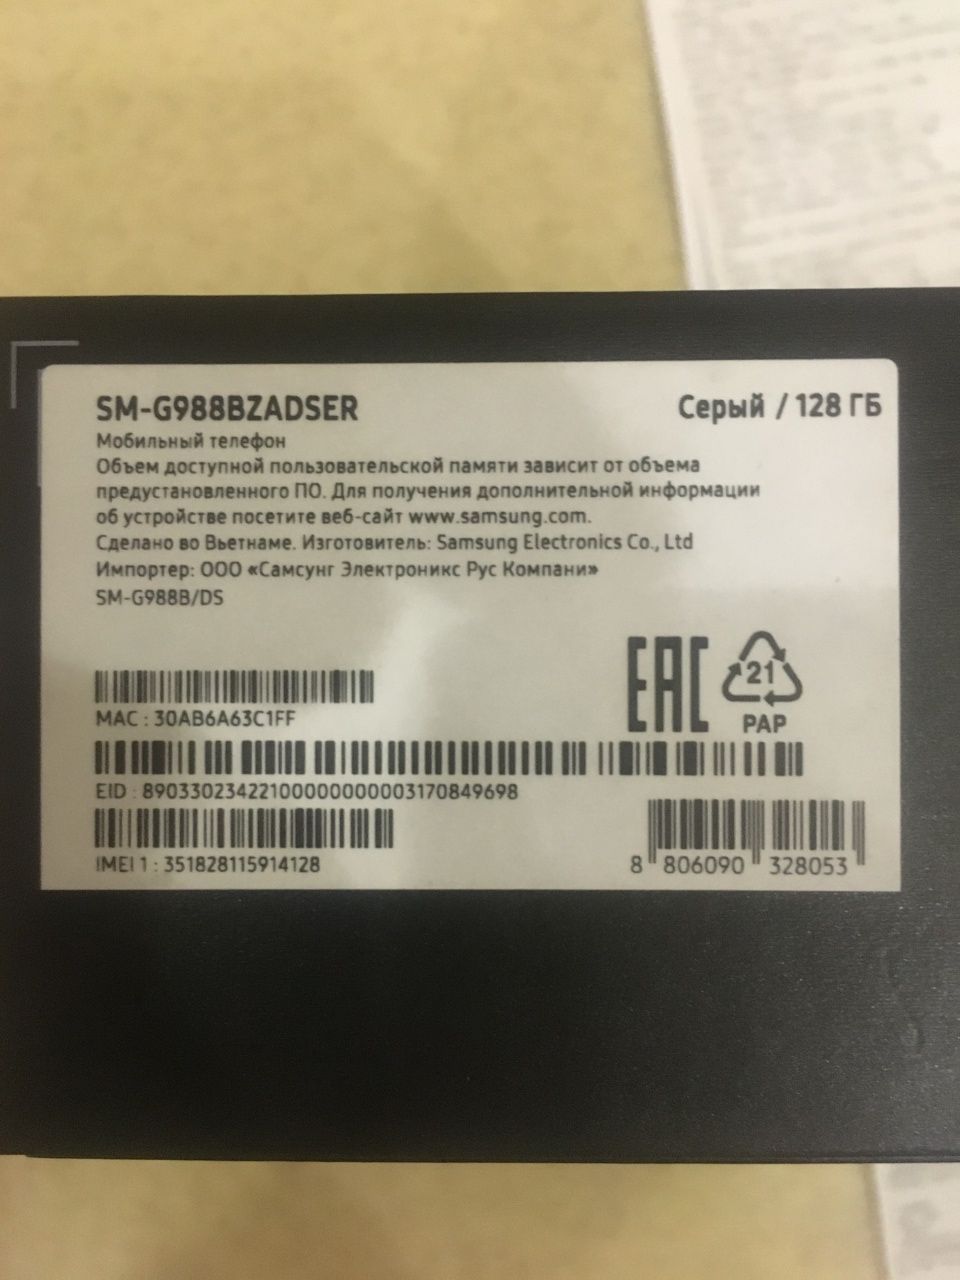 SM-G988BZADSER
Серый / 128 ГБ
Мобильный телефон
Объем доступной пользовательской памяти зависит от объема
предустановленного ПО. Для получения дополнительной информации
об устройстве посетите веб-сайт www.samsung.com.
Сделано во Вьетнаме. Изготовитель: Samsung Electronics Co., Ltd
Импортер: ООО «Самсунг Электроникс Рус Компани»
SM-G988B/DS
EAC
21
PAP
MAC : 30AB6A63C1FF
EID : 89033023422100000000003170849698
IMEI 1 : 351828115914128
8 806090 328053